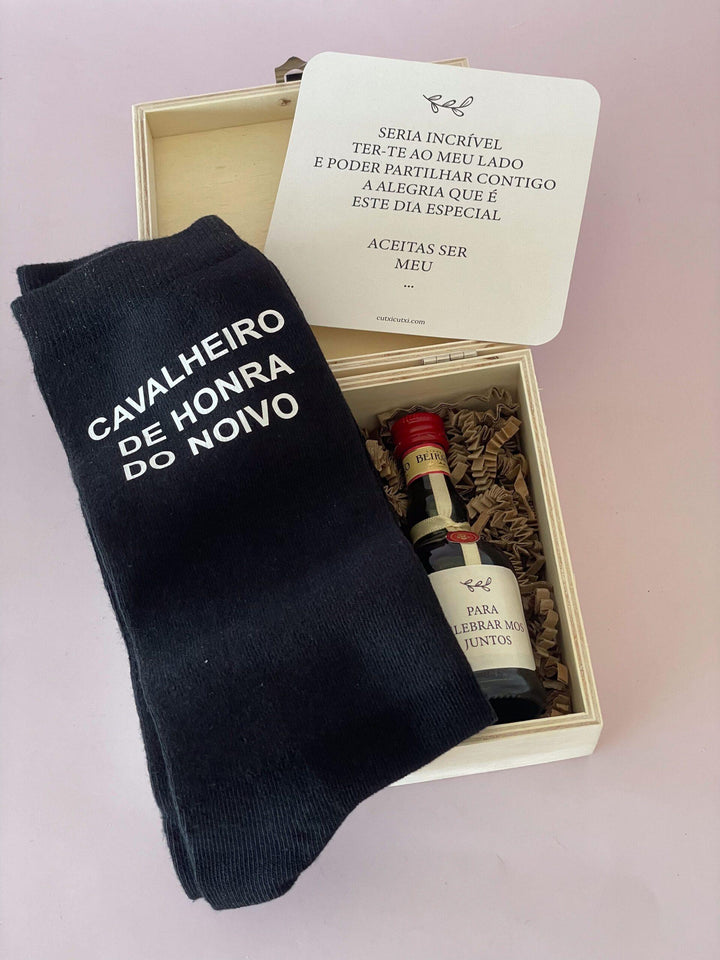 SERIA INCRÍVEL
TER-TE AO MEU LADO
E PODER PARTILHAR CONTIGO
A ALEGRIA QUE É
ESTE DIA ESPECIAL
ACEITAS SER
MEU
...
cutxicutxi.com
CAVALHEIRO
DE HONRA
DO NOIVO
PARA
LEBRAR MOS
JUNTOS